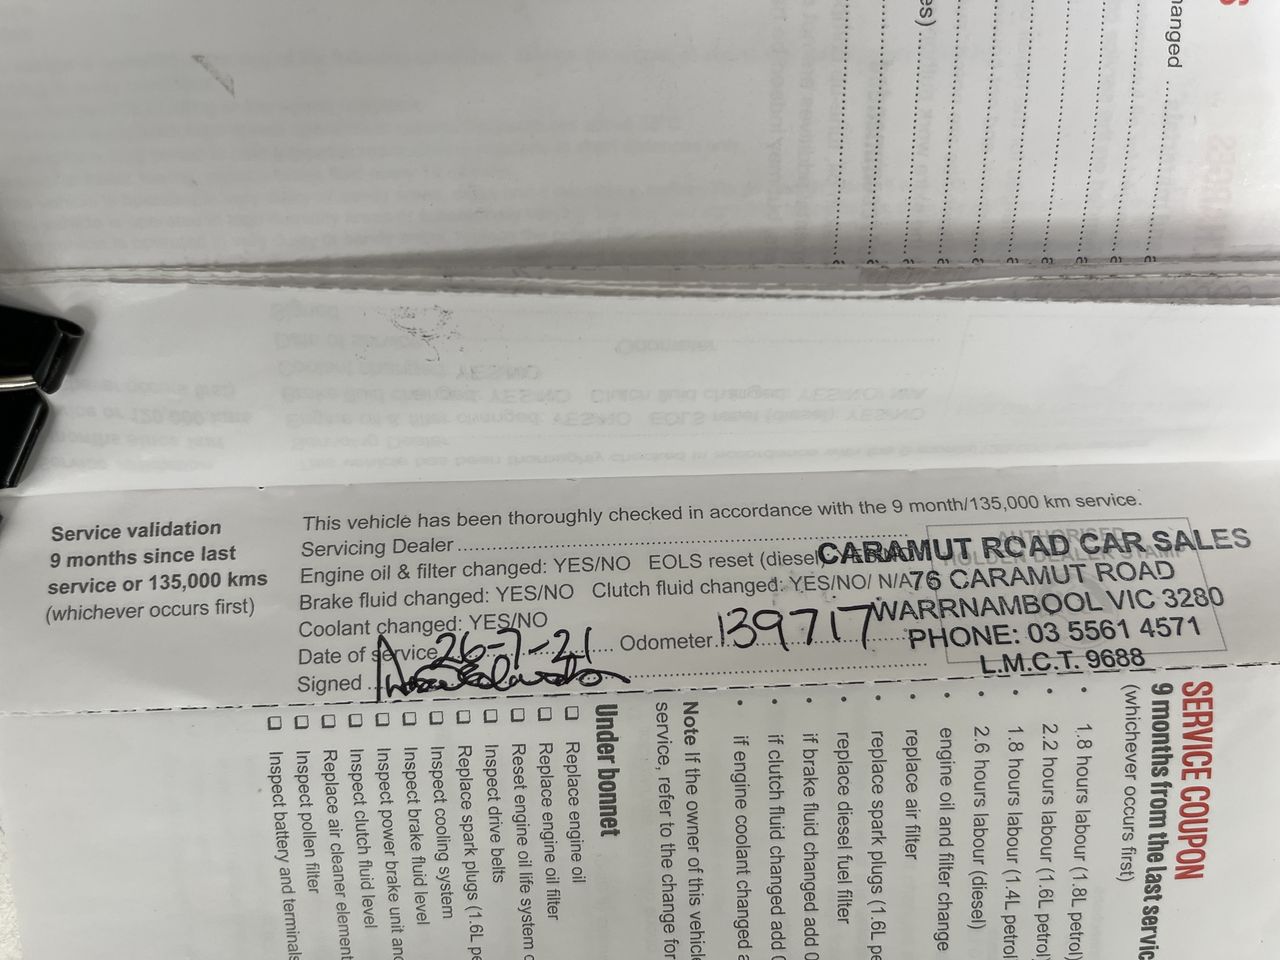 anged
es)
Service validation
9 months since last
service or 135,000 kms
(whichever occurs first)
This vehicle has been thoroughly checked in accordance with the 9 month/135,000 km service.
Servicing Dealer
Engine oil & filter changed: YES/NO EOLS reset (diesel)
Brake fluid changed: YES/NO Clutch fluid changed: YES/NO/ N/A
Coolant changed: YES/NO
Date of service 26-7-21 Odometer 139717
Signed
AUTHORISED
HOLDEN DEALER STAMP
CARAMUT ROAD CAR SALES
76 CARAMUT ROAD
WARRNAMBOOL VIC 3280
PHONE: 03 5561 4571
L.M.C.T. 9688
SERVICE COUPON
9 months from the last servic
(whichever occurs first)
• 1.8 hours labour (1.8L petrol)
• 2.2 hours labour (1.6L petrol
• 1.8 hours labour (1.4L petrol
• 2.6 hours labour (diesel)
• engine oil and filter change
• replace air filter
• replace spark plugs (1.6L pe
• replace diesel fuel filter
• if brake fluid changed add 0
• if clutch fluid changed add 0
• if engine coolant changed a
Note If the owner of this vehicle
service, refer to the change for
Under bonnet
☐ Replace engine oil
☐ Replace engine oil filter
☐ Reset engine oil life system
☐ Inspect drive belts
☐ Replace spark plugs (1.6L pe
☐ Inspect cooling system
☐ Inspect brake fluid level
☐ Inspect power brake unit and
☐ Inspect clutch fluid level
☐ Replace air cleaner element
☐ Inspect pollen filter
☐ Inspect battery and terminals